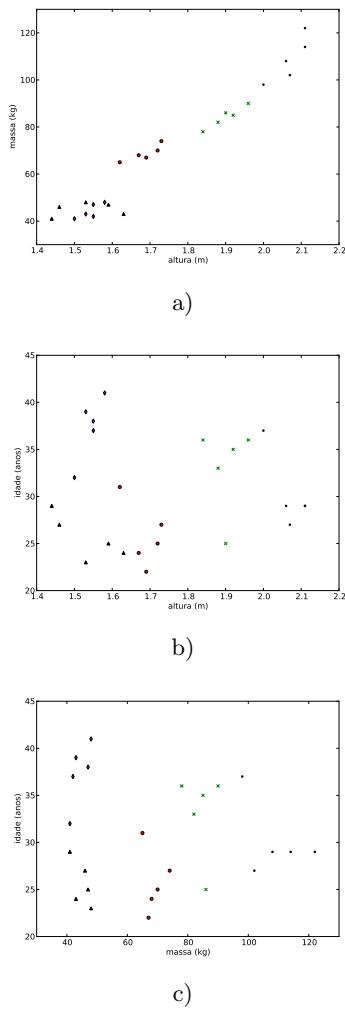 massa (kg)
120
100
80
60
40
1.4 1.5 1.6 1.7 1.8 1.9 2.0 2.1 2.2
altura (m)
a)
idade (anos)
45
40
35
30
25
20
1.4 1.5 1.6 1.7 1.8 1.9 2.0 2.1 2.2
altura (m)
b)
idade (anos)
45
40
35
30
25
20
40 60 80 100 120
massa (kg)
c)